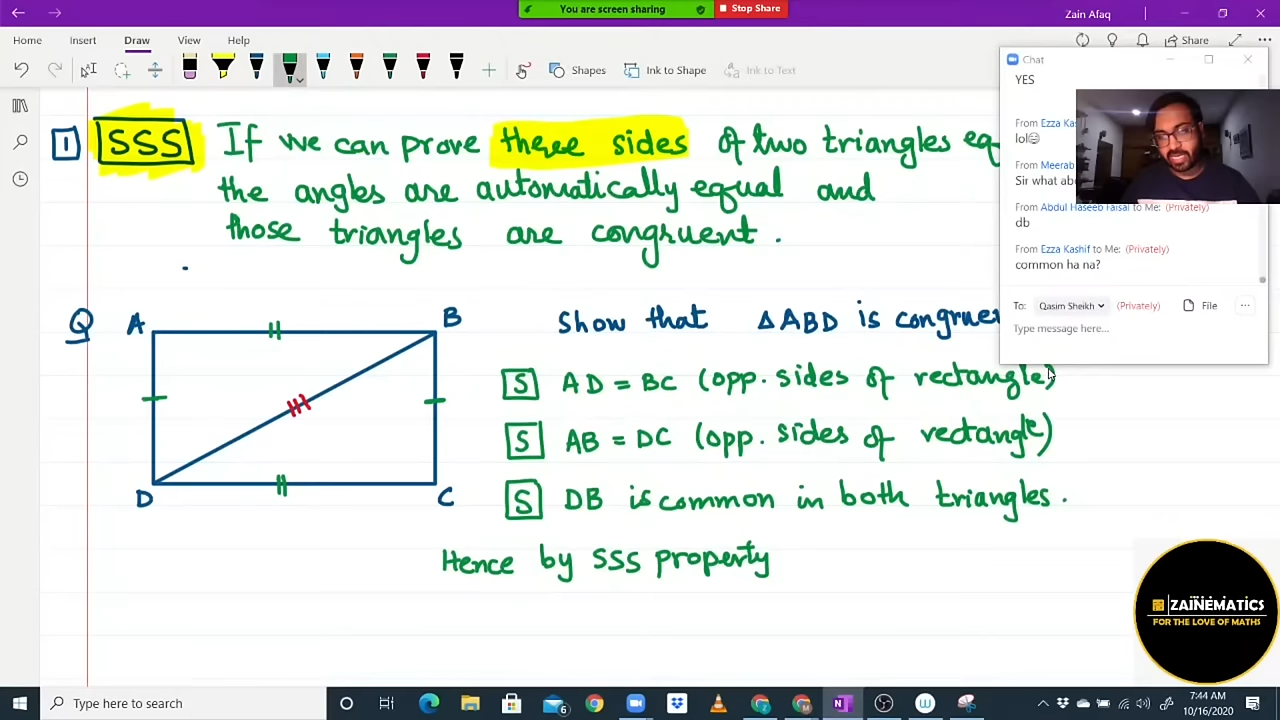 You are screen sharing
Stop Share
Zain Afaq
Home Insert Draw View Help
Share
Shapes
Ink to Shape
Ink to Text
Chat
YES
From Ezza Kas
lol
From Meerab
Sir what abo
From Abdul Haseeb Faisal to Me: (Privately)
db
From Ezza Kashif to Me: (Privately)
common ha na?
To: Qasim Sheikh (Privately) File
Type message here...
1 SSS If we can prove three sides of two triangles eq
the angles are automatically equal and
those triangles are congruent.
Q A B
D C
Show that △ABD is congruen
S AD = BC (opp. sides of rectangle)
S AB = DC (opp. sides of rectangle)
S DB is common in both triangles.
Hence by SSS property
ZAINEMATICS
FOR THE LOVE OF MATHS
Type here to search
6
7:44 AM
10/16/2020